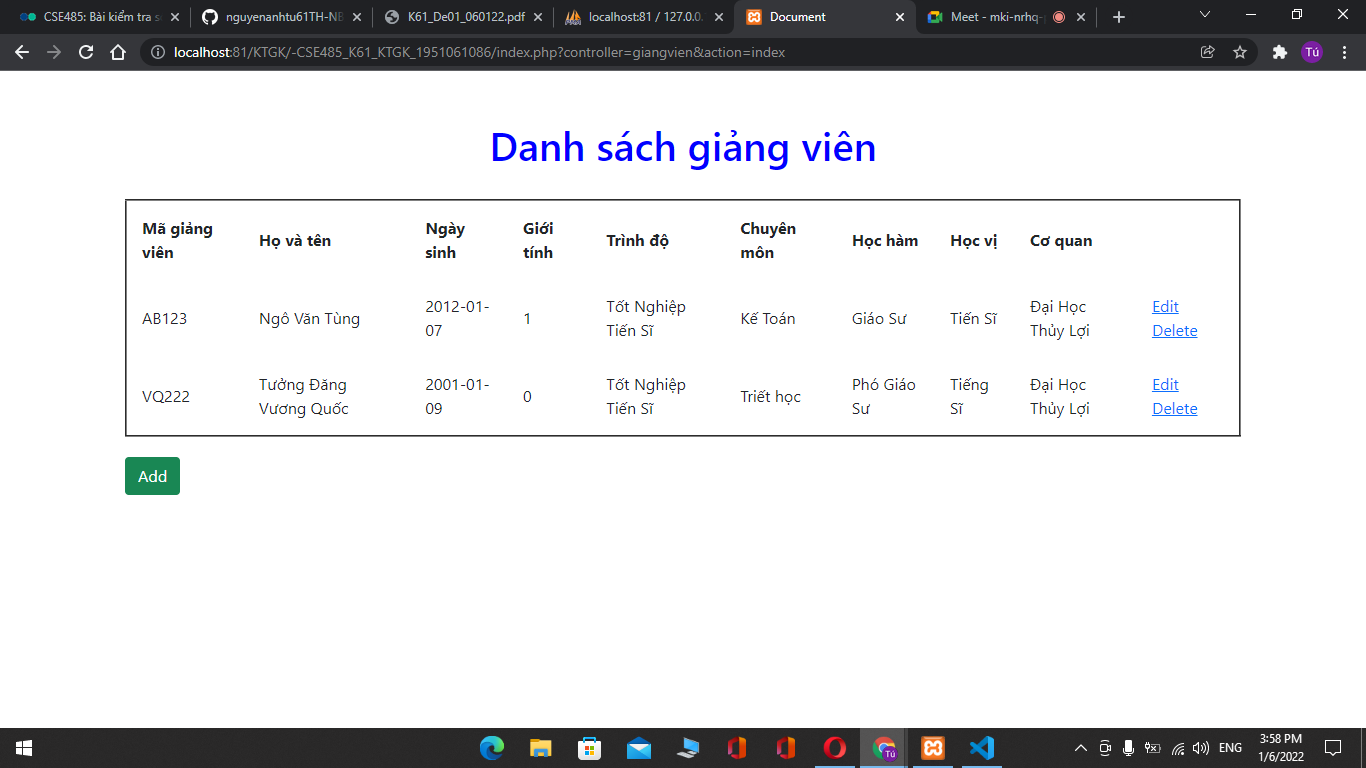 CSE485: Bài kiểm tra s
nguyenanhtu61TH-NB
K61_De01_060122.pdf
localhost:81 / 127.0.0.
Document
Meet - mki-nrhq-
localhost:81/KTGK/-CSE485_K61_KTGK_1951061086/index.php?controller=giangvien&action=index
Tú
Danh sách giảng viên
Mã giảng viên Họ và tên Ngày sinh Giới tính Trình độ Chuyên môn Học hàm Học vị Cơ quan
AB123 Ngô Văn Tùng 2012-01-07 1 Tốt Nghiệp Tiến Sĩ Kế Toán Giáo Sư Tiến Sĩ Đại Học Thủy Lợi Edit Delete
VQ222 Tưởng Đăng Vương Quốc 2001-01-09 0 Tốt Nghiệp Tiến Sĩ Triết học Phó Giáo Sư Tiếng Sĩ Đại Học Thủy Lợi Edit Delete
Add
Tú
ENG
3:58 PM
1/6/2022